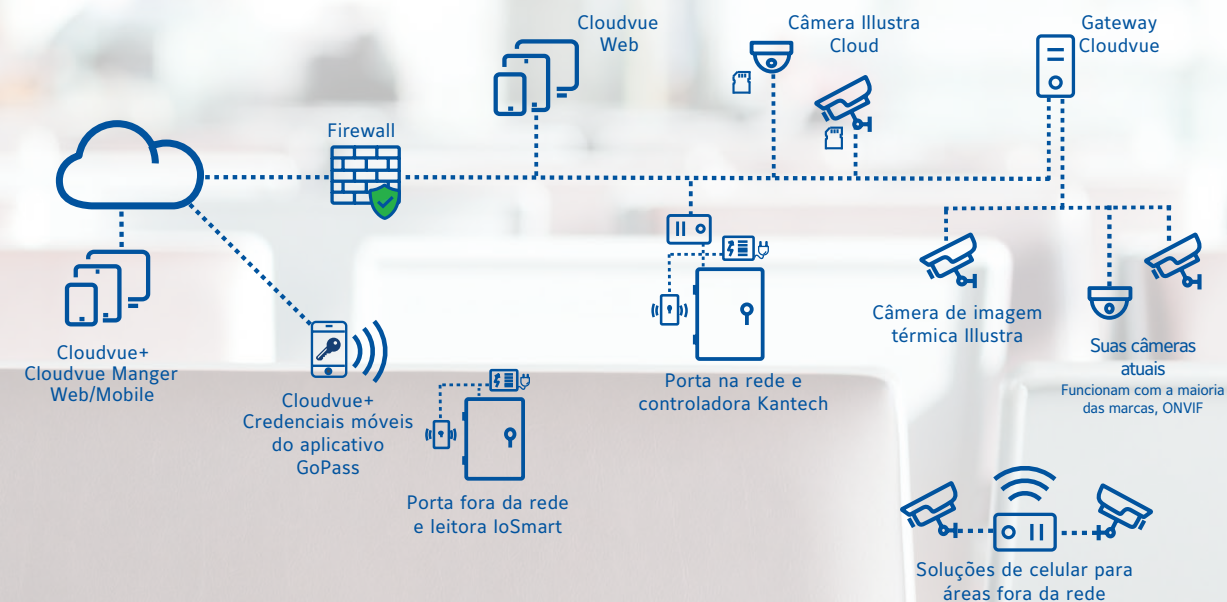 Cloudvue
Web
Câmera Illustra
Cloud
Gateway
Cloudvue
Firewall
Cloudvue+
Cloudvue Manger
Web/Mobile
Cloudvue+
Credenciais móveis
do aplicativo
GoPass
Porta fora da rede
e leitora IoSmart
Porta na rede e
controladora Kantech
Câmera de imagem
térmica Illustra
Suas câmeras
atuais
Funcionam com a maioria
das marcas, ONVIF
Soluções de celular para
áreas fora da rede